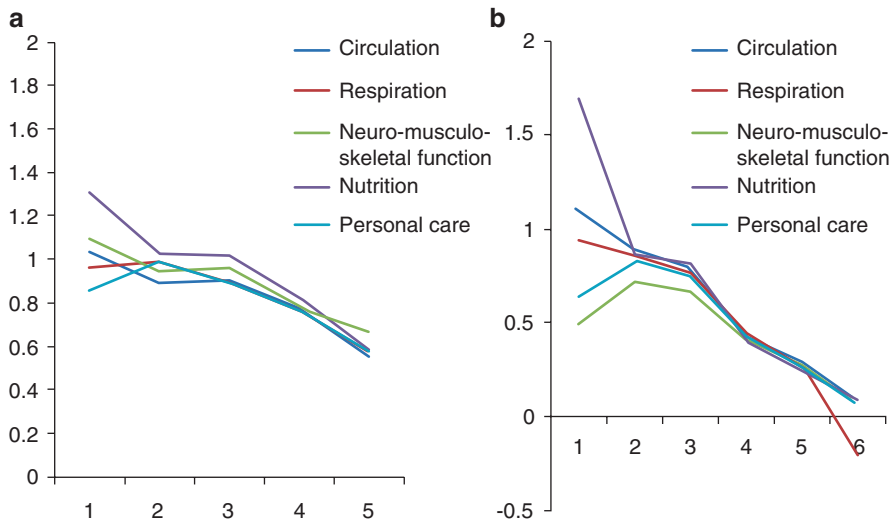 a
2
1.8
1.6
1.4
1.2
1
0.8
0.6
0.4
0.2
0
1 2 3 4 5
Circulation
Respiration
Neuro-musculo-
skeletal function
Nutrition
Personal care
b
2
1.5
1
0.5
0
-0.5
1 2 3 4 5 6
Circulation
Respiration
Neuro-musculo-
skeletal function
Nutrition
Personal care